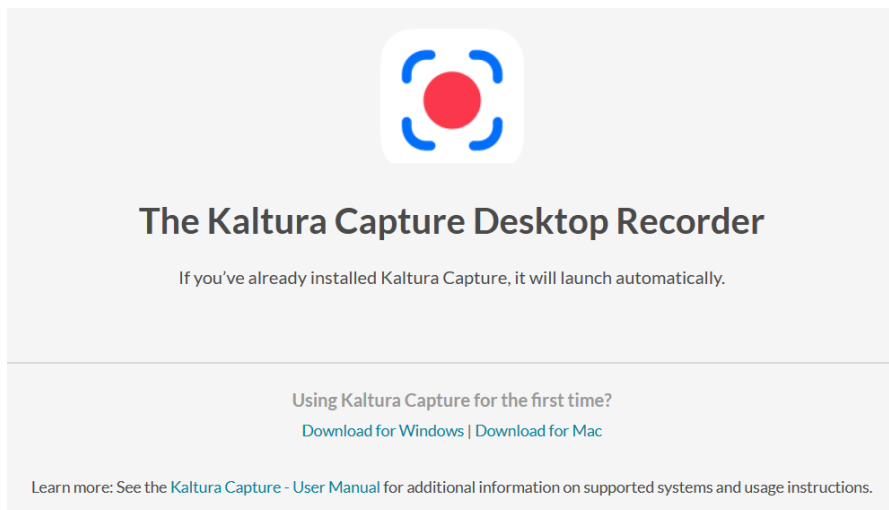 The Kaltura Capture Desktop Recorder
If you’ve already installed Kaltura Capture, it will launch automatically.
Using Kaltura Capture for the first time?
Download for Windows | Download for Mac
Learn more: See the Kaltura Capture - User Manual for additional information on supported systems and usage instructions.